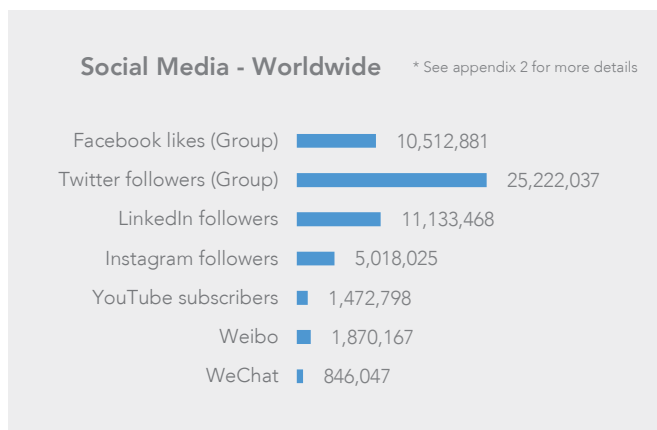 Social Media - Worldwide * See appendix 2 for more details
Facebook likes (Group) 10,512,881
Twitter followers (Group) 25,222,037
LinkedIn followers 11,133,468
Instagram followers 5,018,025
YouTube subscribers 1,472,798
Weibo 1,870,167
WeChat 846,047